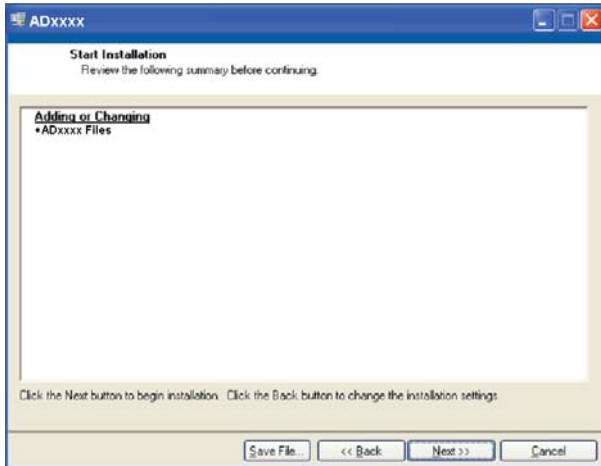 ADxxxx
Start Installation
Review the following summary before continuing.
Adding or Changing
•ADxxxx Files
Click the Next button to begin installation. Click the Back button to change the installation settings.
Save File... << Back Next >> Cancel